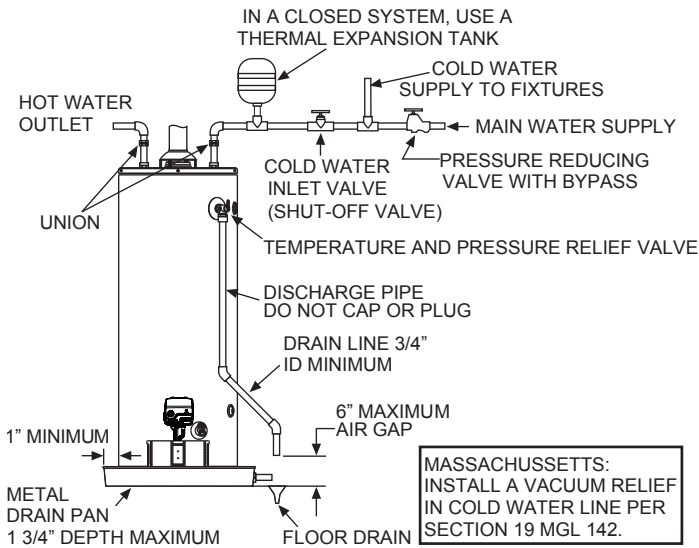 IN A CLOSED SYSTEM, USE A
THERMAL EXPANSION TANK
COLD WATER
SUPPLY TO FIXTURES
HOT WATER
OUTLET
MAIN WATER SUPPLY
COLD WATER
INLET VALVE
(SHUT-OFF VALVE)
PRESSURE REDUCING
VALVE WITH BYPASS
UNION
TEMPERATURE AND PRESSURE RELIEF VALVE
DISCHARGE PIPE
DO NOT CAP OR PLUG
DRAIN LINE 3/4”
ID MINIMUM
6” MAXIMUM
AIR GAP
1” MINIMUM
METAL
DRAIN PAN
1 3/4” DEPTH MAXIMUM
FLOOR DRAIN
MASSACHUSSETTS:
INSTALL A VACUUM RELIEF
IN COLD WATER LINE PER
SECTION 19 MGL 142.